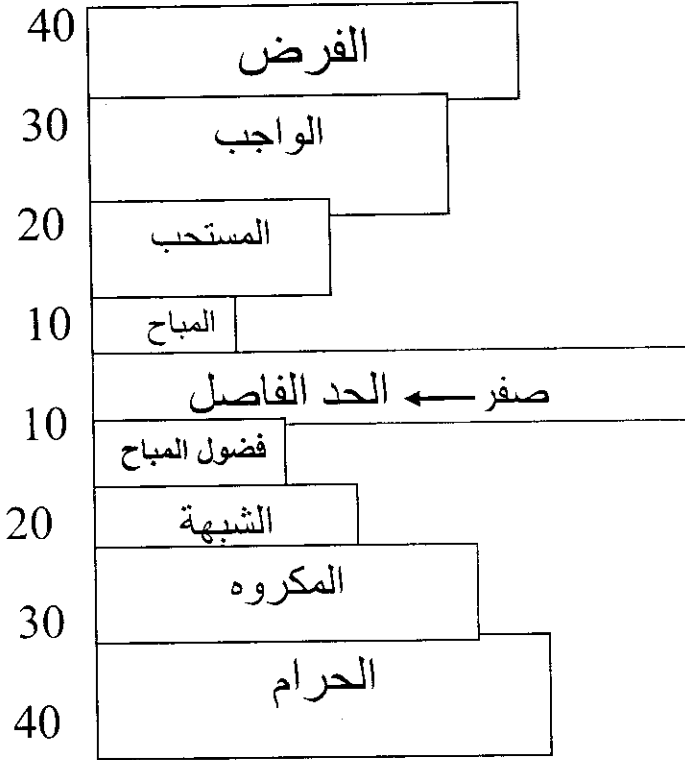 40
الفرض
30
الواجب
20
المستحب
10
المباح
صفر ← الحد الفاصل
10
فضول المباح
20
الشبهة
المكروه
30
الحرام
40